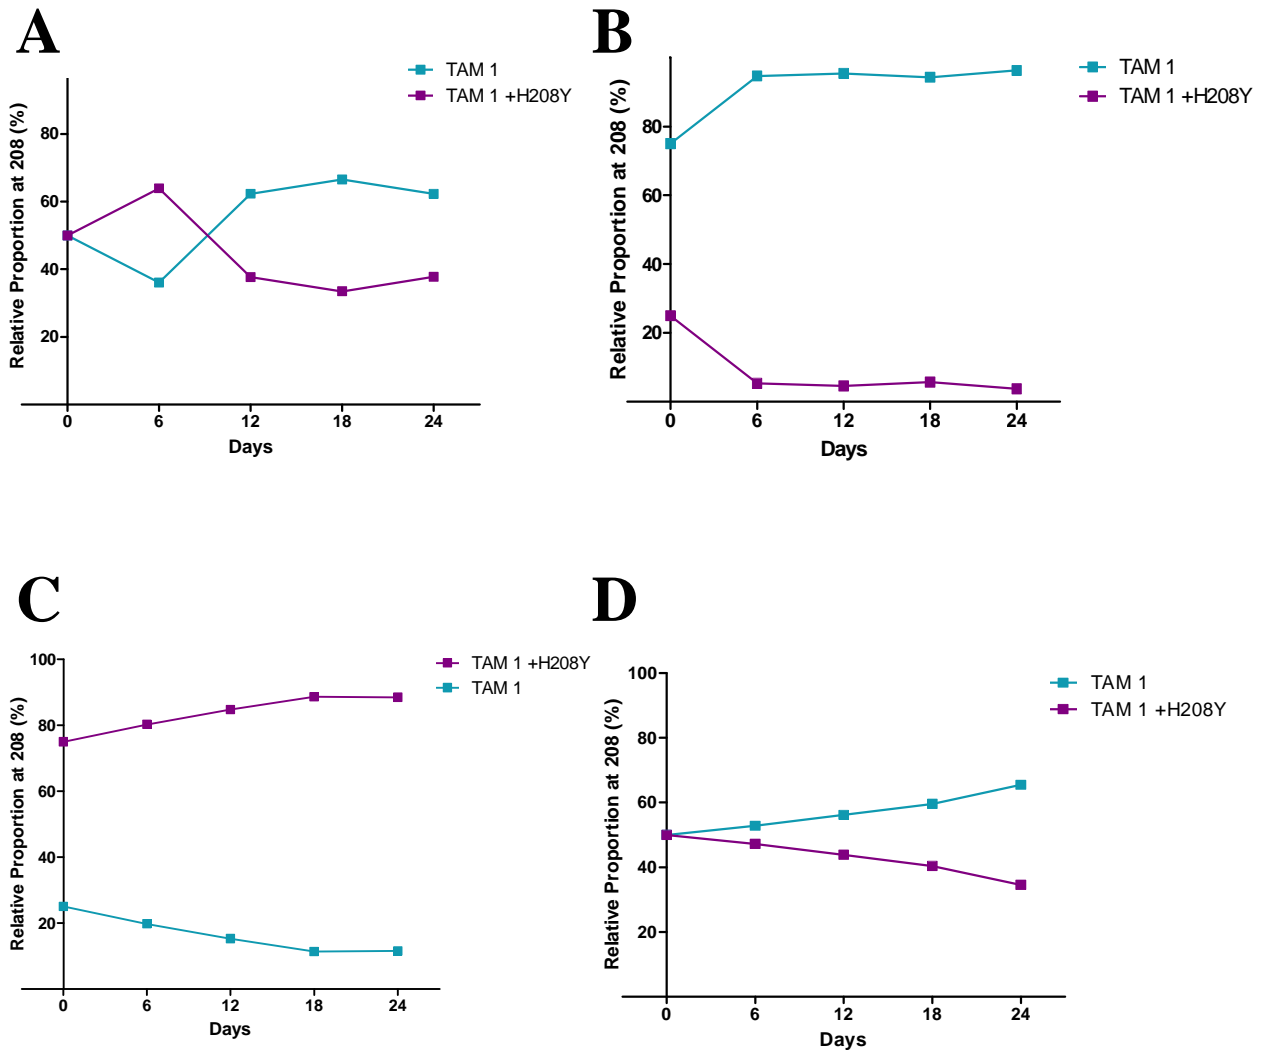 A
TAM 1
TAM 1 +H208Y
Relative Proportion at 208 (%)
80
60
40
20
0 6 12 18 24
Days
B
TAM 1
TAM 1 +H208Y
Relative Proportion at 208 (%)
80
60
40
20
0 6 12 18 24
Days
C
TAM 1 +H208Y
TAM 1
Relative Proportion at 208 (%)
100
80
60
40
20
0 6 12 18 24
Days
D
TAM 1
TAM 1 +H208Y
Relative Proportion at 208 (%)
100
80
60
40
20
0 6 12 18 24
Days